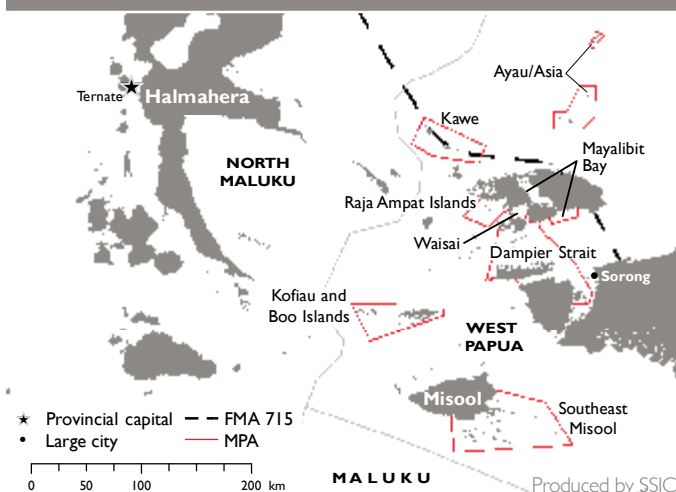 Ayau/Asia
Ternate
Halmahera
Kawe
NORTH
MALUKU
Mayalibit
Bay
Raja Ampat Islands
Waisai
Dampier Strait
Sorong
Kofiau and
Boo Islands
WEST
PAPUA
Misool
Southeast
Misool
Provincial capital
FMA 715
Large city
MPA
0 50 100 200 km
MALUKU
Produced by SSIC